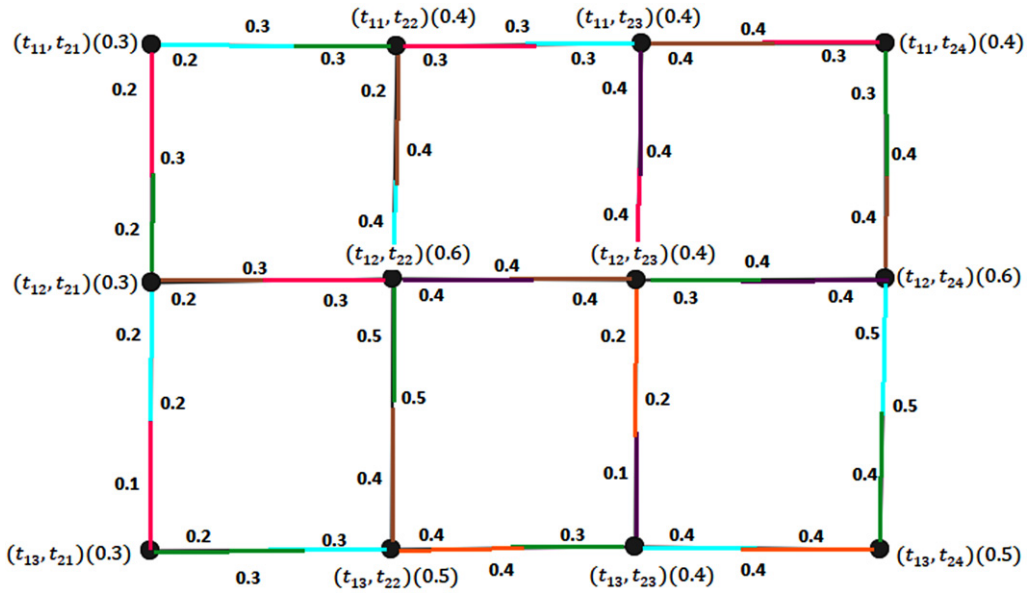 (t₁₁, t₂₁)(0.3) 0.3 (t₁₁, t₂₂)(0.4) 0.3 (t₁₁, t₂₃)(0.4) 0.4 (t₁₁, t₂₄)(0.4)
0.2 0.3 0.3 0.3 0.4 0.3
0.2 0.2 0.4 0.3
0.3 0.4 0.4 0.4
0.2 0.4 0.4 0.4
(t₁₂, t₂₁)(0.3) 0.3 (t₁₂, t₂₂)(0.6) 0.4 (t₁₂, t₂₃)(0.4) 0.4 (t₁₂, t₂₄)(0.6)
0.2 0.3 0.4 0.4 0.3 0.4
0.2 0.5 0.2 0.5
0.2 0.5 0.2 0.5
0.1 0.4 0.1 0.4
0.2 0.3 0.4 0.3 0.4 0.4
(t₁₃, t₂₁)(0.3) 0.3 (t₁₃, t₂₂)(0.5) 0.4 (t₁₃, t₂₃)(0.4) 0.4 (t₁₃, t₂₄)(0.5)